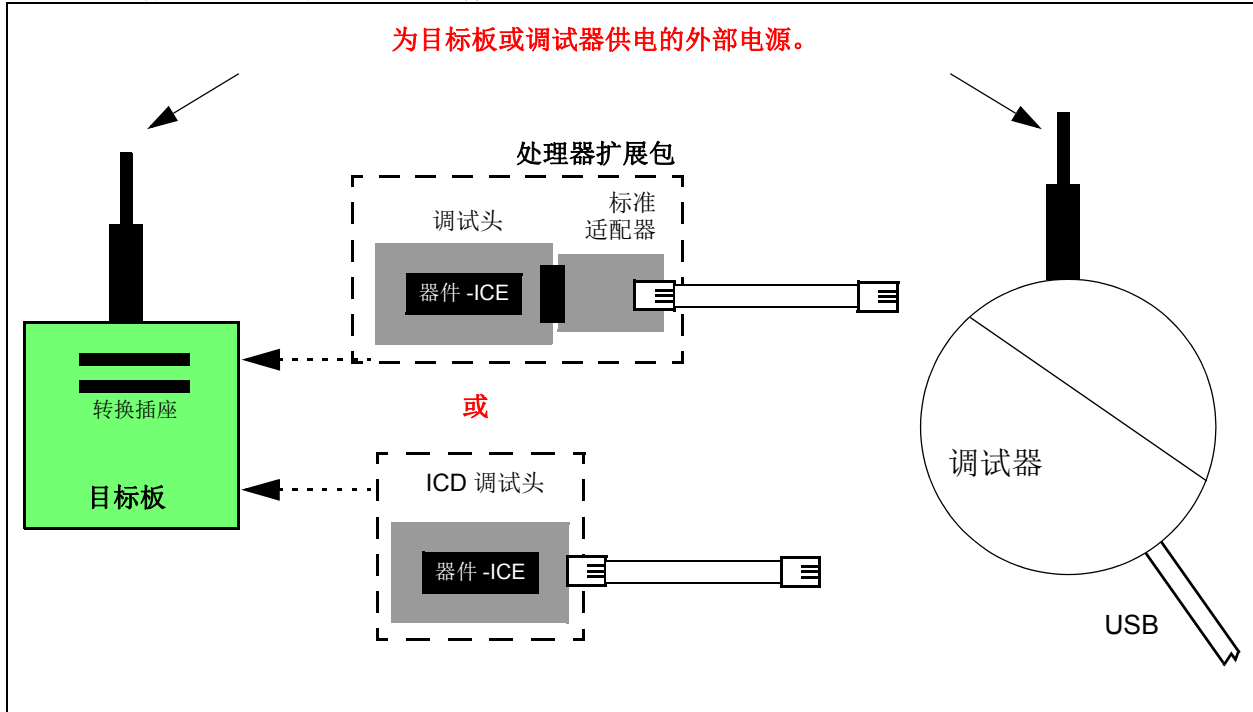 为目标板或调试器供电的外部电源。
处理器扩展包
调试头
标准
适配器
器件 -ICE
转换插座
目标板
或
ICD 调试头
器件 -ICE
调试器
USB